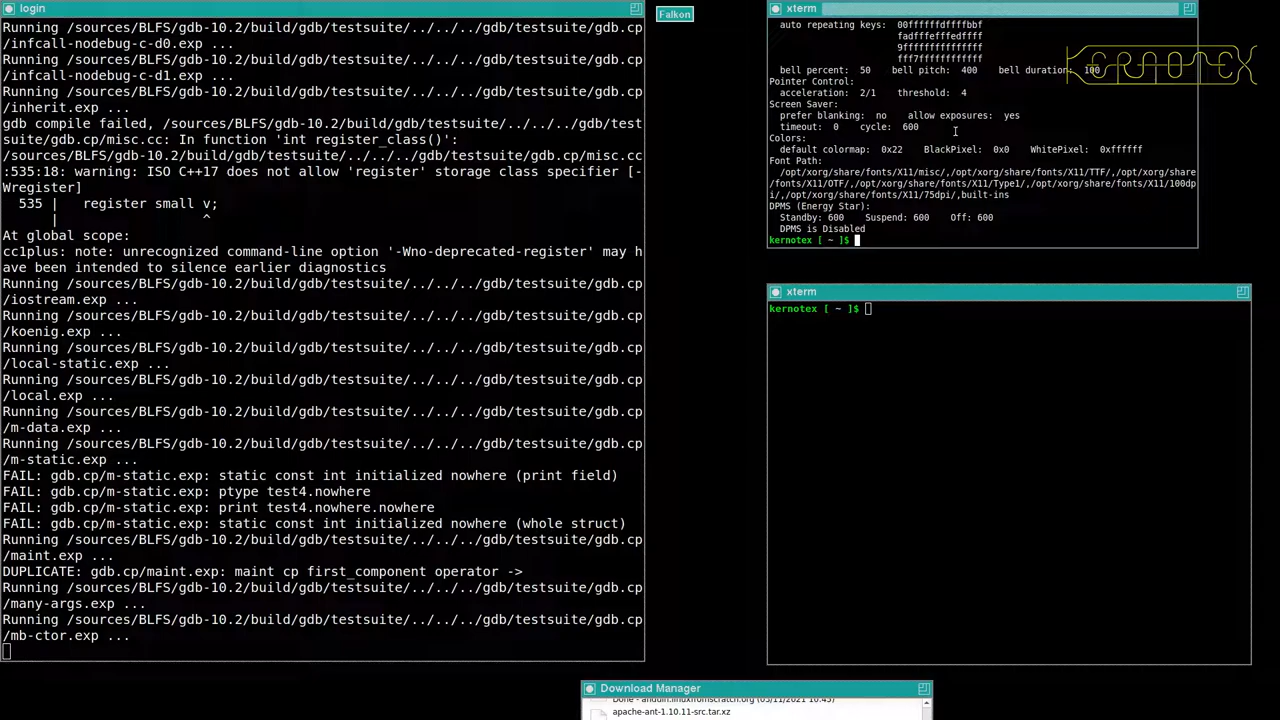 login
Running /sources/BLFS/gdb-10.2/build/gdb/testsuite/../../../gdb/testsuite/gdb.cp
/infcall-nodebug-c-d0.exp ...
Running /sources/BLFS/gdb-10.2/build/gdb/testsuite/../../../gdb/testsuite/gdb.cp
/infcall-nodebug-c-d1.exp ...
Running /sources/BLFS/gdb-10.2/build/gdb/testsuite/../../../gdb/testsuite/gdb.cp
/inherit.exp ...
gdb compile failed, /sources/BLFS/gdb-10.2/build/gdb/testsuite/../../../gdb/test
suite/gdb.cp/misc.cc: In function 'int register_class()':
/sources/BLFS/gdb-10.2/build/gdb/testsuite/../../../gdb/testsuite/gdb.cp/misc.cc
:535:18: warning: ISO C++17 does not allow 'register' storage class specifier [-
Wregister]
  535 |   register small v;
      |                  ^
At global scope:
cc1plus: note: unrecognized command-line option '-Wno-deprecated-register' may h
ave been intended to silence earlier diagnostics
Running /sources/BLFS/gdb-10.2/build/gdb/testsuite/../../../gdb/testsuite/gdb.cp
/iostream.exp ...
Running /sources/BLFS/gdb-10.2/build/gdb/testsuite/../../../gdb/testsuite/gdb.cp
/koenig.exp ...
Running /sources/BLFS/gdb-10.2/build/gdb/testsuite/../../../gdb/testsuite/gdb.cp
/local-static.exp ...
Running /sources/BLFS/gdb-10.2/build/gdb/testsuite/../../../gdb/testsuite/gdb.cp
/local.exp ...
Running /sources/BLFS/gdb-10.2/build/gdb/testsuite/../../../gdb/testsuite/gdb.cp
/m-data.exp ...
Running /sources/BLFS/gdb-10.2/build/gdb/testsuite/../../../gdb/testsuite/gdb.cp
/m-static.exp ...
FAIL: gdb.cp/m-static.exp: static const int initialized nowhere (print field)
FAIL: gdb.cp/m-static.exp: ptype test4.nowhere
FAIL: gdb.cp/m-static.exp: print test4.nowhere.nowhere
FAIL: gdb.cp/m-static.exp: static const int initialized nowhere (whole struct)
Running /sources/BLFS/gdb-10.2/build/gdb/testsuite/../../../gdb/testsuite/gdb.cp
/maint.exp ...
DUPLICATE: gdb.cp/maint.exp: maint cp first_component operator ->
Running /sources/BLFS/gdb-10.2/build/gdb/testsuite/../../../gdb/testsuite/gdb.cp
/many-args.exp ...
Running /sources/BLFS/gdb-10.2/build/gdb/testsuite/../../../gdb/testsuite/gdb.cp
/mb-ctor.exp ...
Falkon
xterm
auto repeating keys:  00ffffffdffffbbf
fadfffefffedffff
9fffffffffffffff
fff7ffffffffffff
bell percent:  50    bell pitch:  400    bell duration:  100
Pointer Control:
acceleration:  2/1    threshold:  4
Screen Saver:
prefer blanking:  no    allow exposures:  yes
timeout:  0    cycle:  600
Colors:
default colormap:  0x22    BlackPixel:  0x0    WhitePixel:  0xffffff
Font Path:
/opt/xorg/share/fonts/X11/misc/,/opt/xorg/share/fonts/X11/TTF/,/opt/xorg/share
/fonts/X11/OTF/,/opt/xorg/share/fonts/X11/Type1/,/opt/xorg/share/fonts/X11/100dp
i/,/opt/xorg/share/fonts/X11/75dpi/,built-ins
DPMS (Energy Star):
Standby: 600    Suspend: 600    Off: 600
DPMS is Disabled
kernotex [ ~ ]$
KERNOTEX
xterm
kernotex [ ~ ]$
Download Manager
Done - anduin.linuxfromscratch.org (05/11/2021 10:45)
apache-ant-1.10.11-src.tar.xz